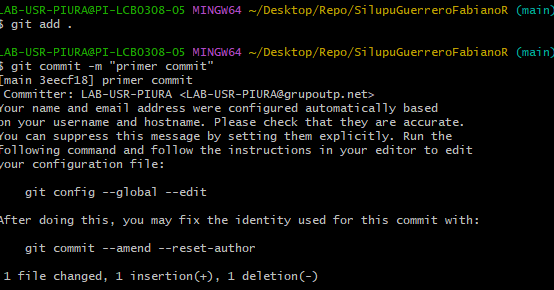 LAB-USR-PIURA@PI-LCB0308-05 MINGW64 ~/Desktop/Repo/SilupuGuerreroFabianoR (main)
$ git add .
LAB-USR-PIURA@PI-LCB0308-05 MINGW64 ~/Desktop/Repo/SilupuGuerreroFabianoR (main)
$ git commit -m "primer commit"
[main 3eecf18] primer commit
Committer: LAB-USR-PIURA <LAB-USR-PIURA@grupoutp.net>
Your name and email address were configured automatically based
on your username and hostname. Please check that they are accurate.
You can suppress this message by setting them explicitly. Run the
following command and follow the instructions in your editor to edit
your configuration file:
git config --global --edit
After doing this, you may fix the identity used for this commit with:
git commit --amend --reset-author
1 file changed, 1 insertion(+), 1 deletion(-)